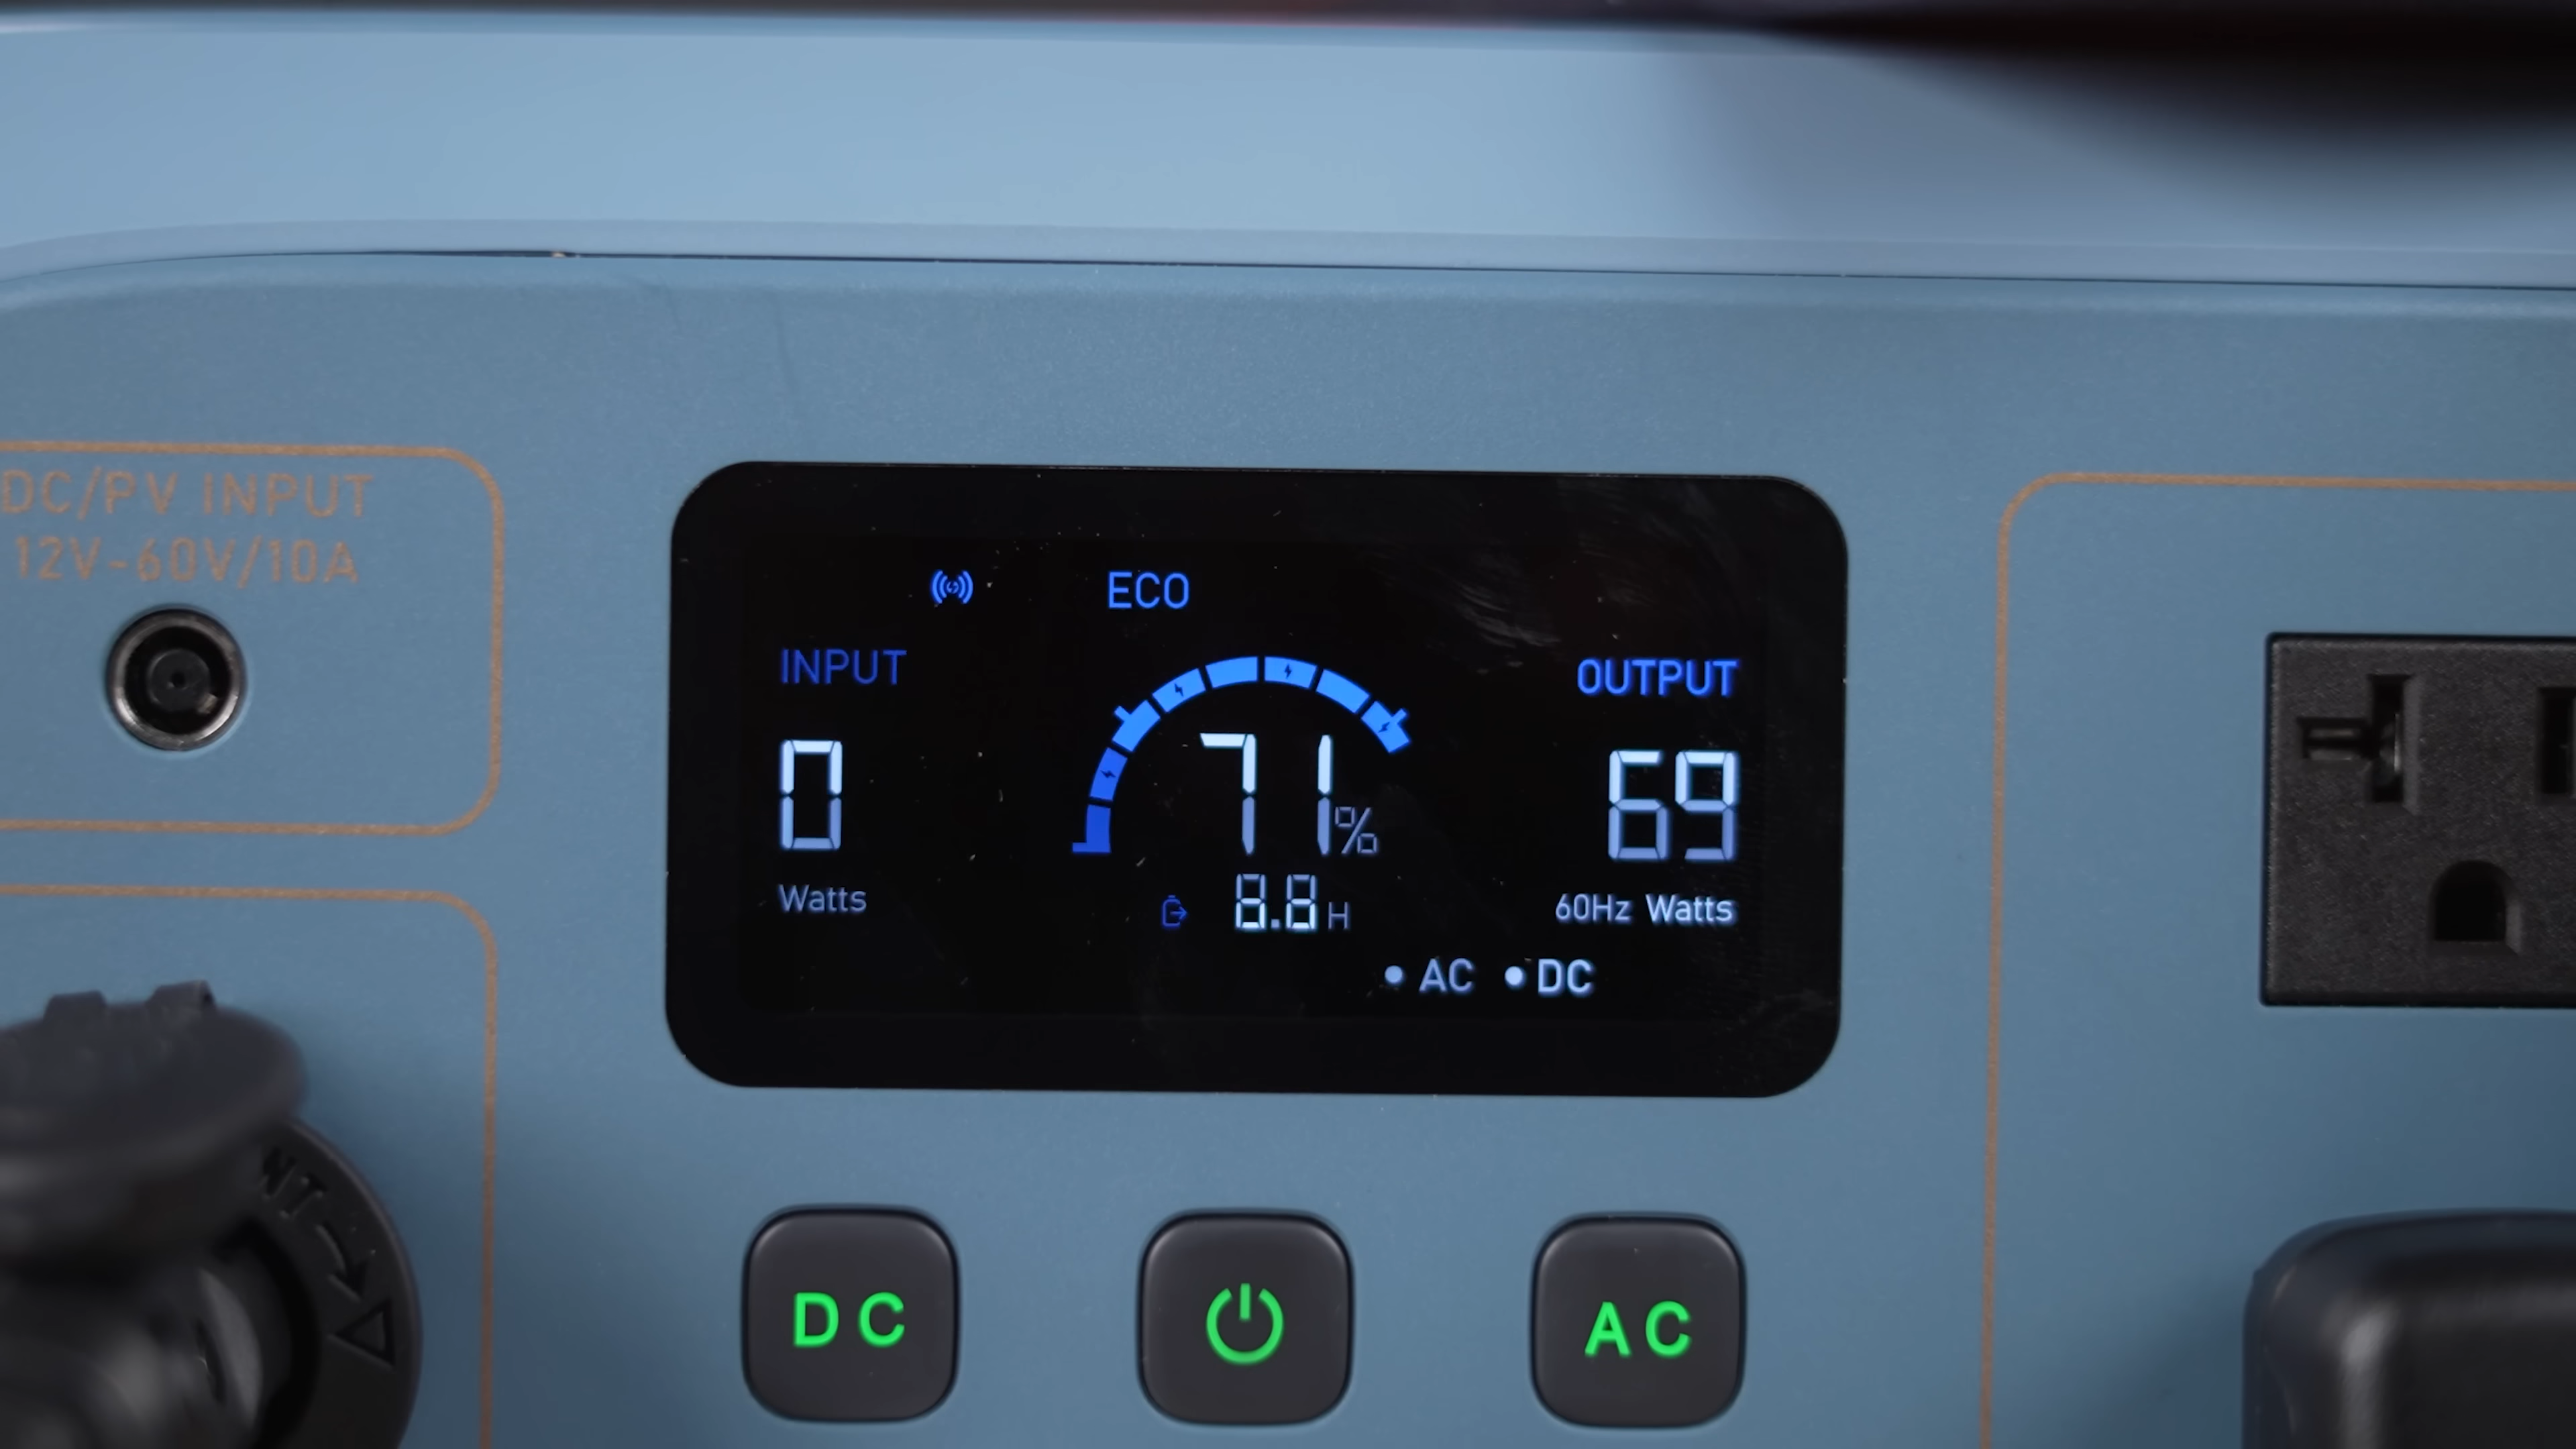 DC/PV INPUT
12V-60V/10A
ECO
INPUT
OUTPUT
0
71%
69
Watts
8.8 H
60Hz Watts
AC DC
DC
AC